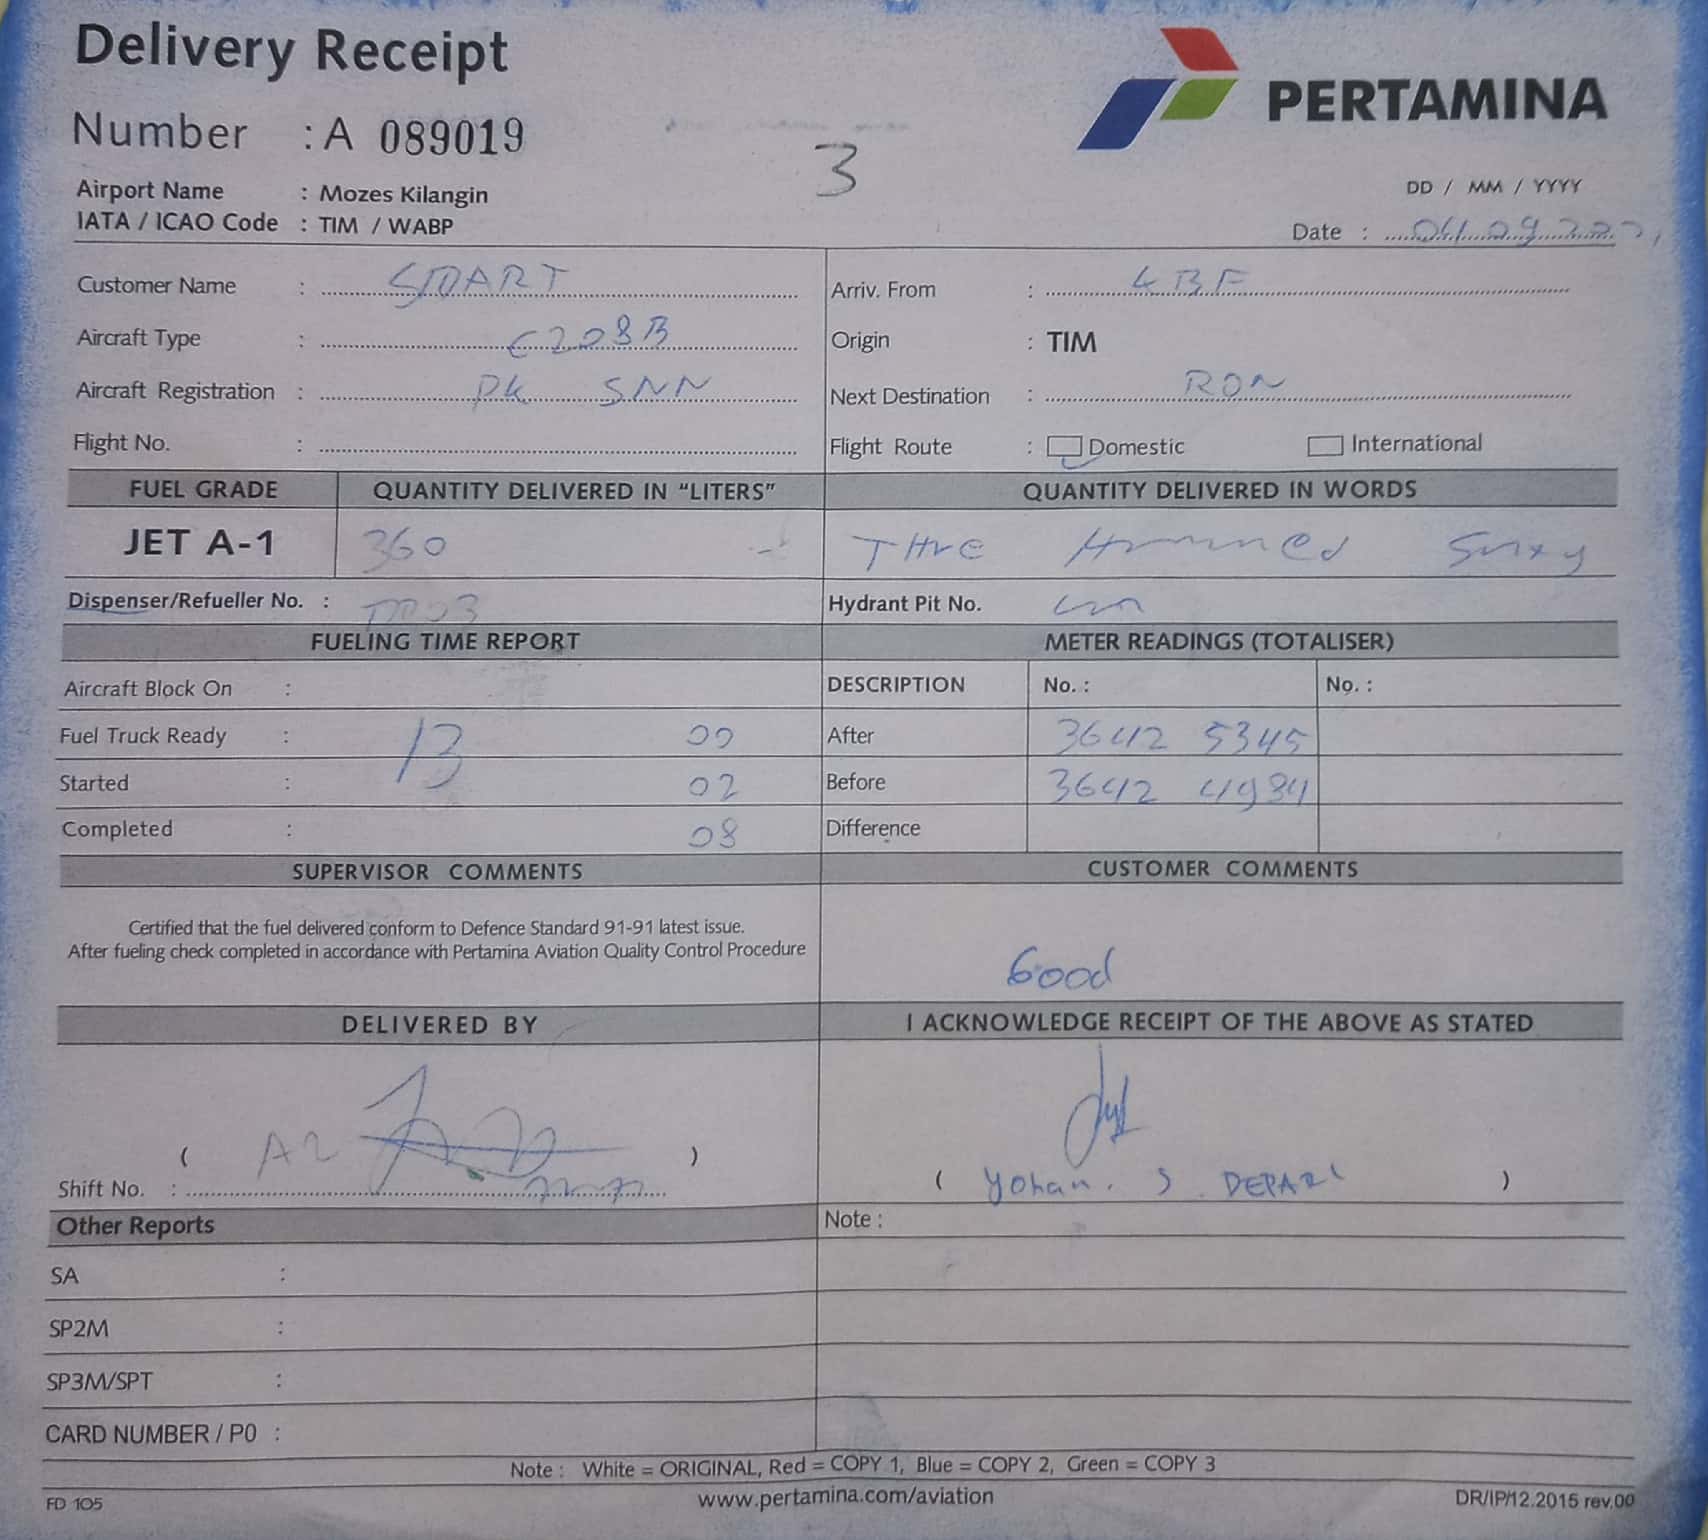 Delivery Receipt
PERTAMINA
Number : A 089019
3
Airport Name : Mozes Kilangin
DD / MM / YYYY
IATA / ICAO Code : TIM / WABP
Date :
Customer Name : SMART
Arriv. From :
Aircraft Type : C208B
Origin : TIM
Aircraft Registration : PK SNN
Next Destination : RON
Flight No. :
Flight Route : Domestic International
FUEL GRADE QUANTITY DELIVERED IN “LITERS” QUANTITY DELIVERED IN WORDS
JET A-1 360
Dispenser/Refueller No. :
Hydrant Pit No.
FUELING TIME REPORT METER READINGS (TOTALISER)
Aircraft Block On :
DESCRIPTION No. : No. :
Fuel Truck Ready : 13 00
After 3642 5345
Started : 02
Before 3642 4984
Completed : 08
Difference
SUPERVISOR COMMENTS CUSTOMER COMMENTS
Certified that the fuel delivered conform to Defence Standard 91-91 latest issue.
After fueling check completed in accordance with Pertamina Aviation Quality Control Procedure
Good
DELIVERED BY I ACKNOWLEDGE RECEIPT OF THE ABOVE AS STATED
( )
Shift No. :
( Yohan. S. DEPARI )
Other Reports
Note :
SA :
SP2M :
SP3M/SPT :
CARD NUMBER / P0 :
Note : White = ORIGINAL, Red = COPY 1, Blue = COPY 2, Green = COPY 3
FD 105
www.pertamina.com/aviation
DR/IP/12.2015 rev.00